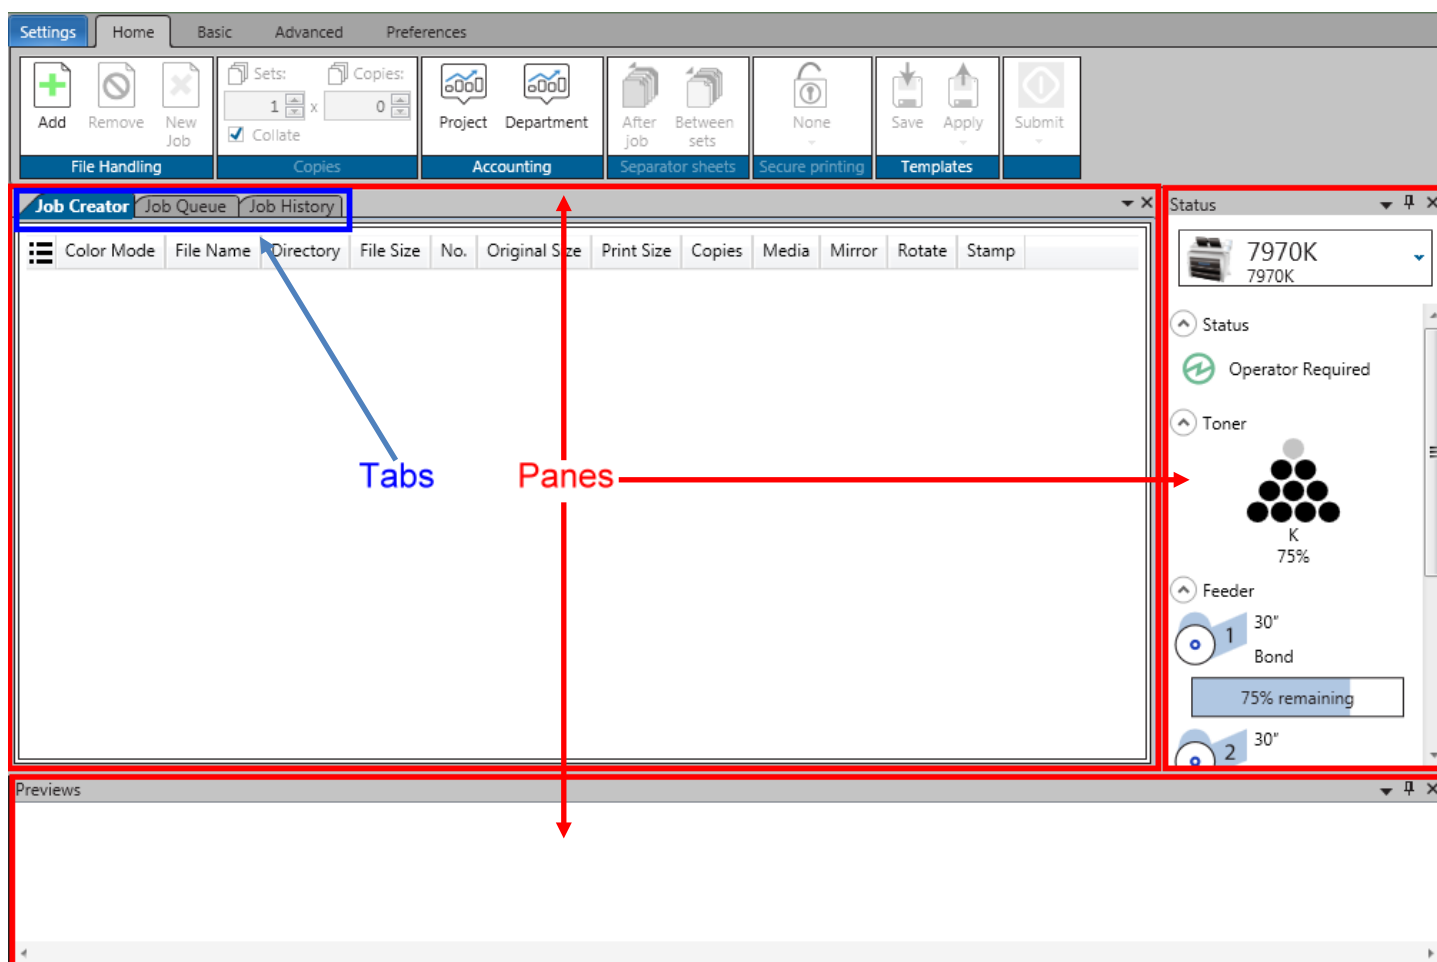 Settings Home Basic Advanced Preferences
Sets: Copies:
1 x 0
Add Remove New Job
Collate
Project Department
After job Between sets
None
Save Apply
Submit
File Handling Copies Accounting Separator sheets Secure printing Templates
Job Creator Job Queue Job History
Status
Color Mode File Name Directory File Size No. Original Size Print Size Copies Media Mirror Rotate Stamp
7970K
7970K
Status
Operator Required
Toner
K
75%
Tabs Panes
Feeder
1 30"
Bond
75% remaining
2 30"
Previews